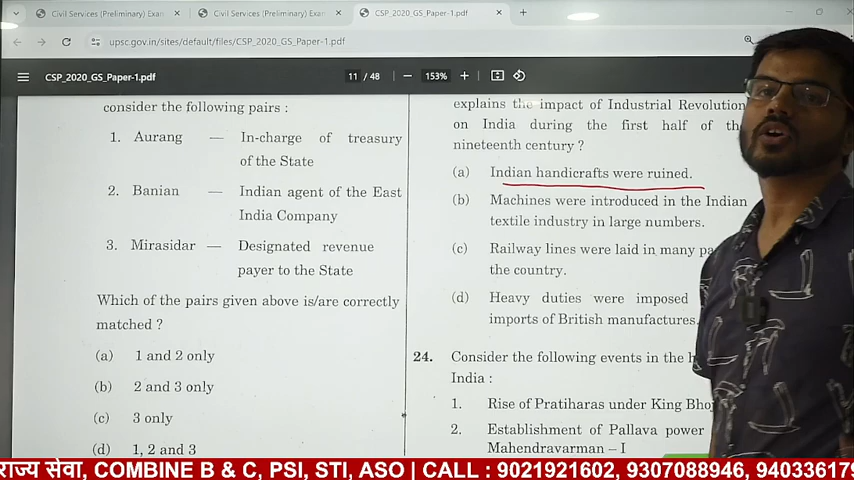 Civil Services (Preliminary) Exan
Civil Services (Preliminary) Exan
CSP_2020_GS_Paper-1.pdf
upsc.gov.in/sites/default/files/CSP_2020_GS_Paper-1.pdf
CSP_2020_GS_Paper-1.pdf
11 / 48
153%
consider the following pairs :
1. Aurang — In-charge of treasury
of the State
2. Banian — Indian agent of the East
India Company
3. Mirasidar — Designated revenue
payer to the State
Which of the pairs given above is/are correctly
matched ?
(a) 1 and 2 only
(b) 2 and 3 only
(c) 3 only
(d) 1, 2 and 3
explains the impact of Industrial Revolution
on India during the first half of the
nineteenth century ?
(a) Indian handicrafts were ruined.
(b) Machines were introduced in the Indian
textile industry in large numbers.
(c) Railway lines were laid in many
the country.
(d) Heavy duties were imposed
imports of British manufactures.
24. Consider the following events in the
India :
1. Rise of Pratiharas under King
2. Establishment of Pallava power
Mahendravarman – I
राज्य सेवा, COMBINE B & C, PSI, STI, ASO | CALL : 9021921602, 9307088946, 940336179